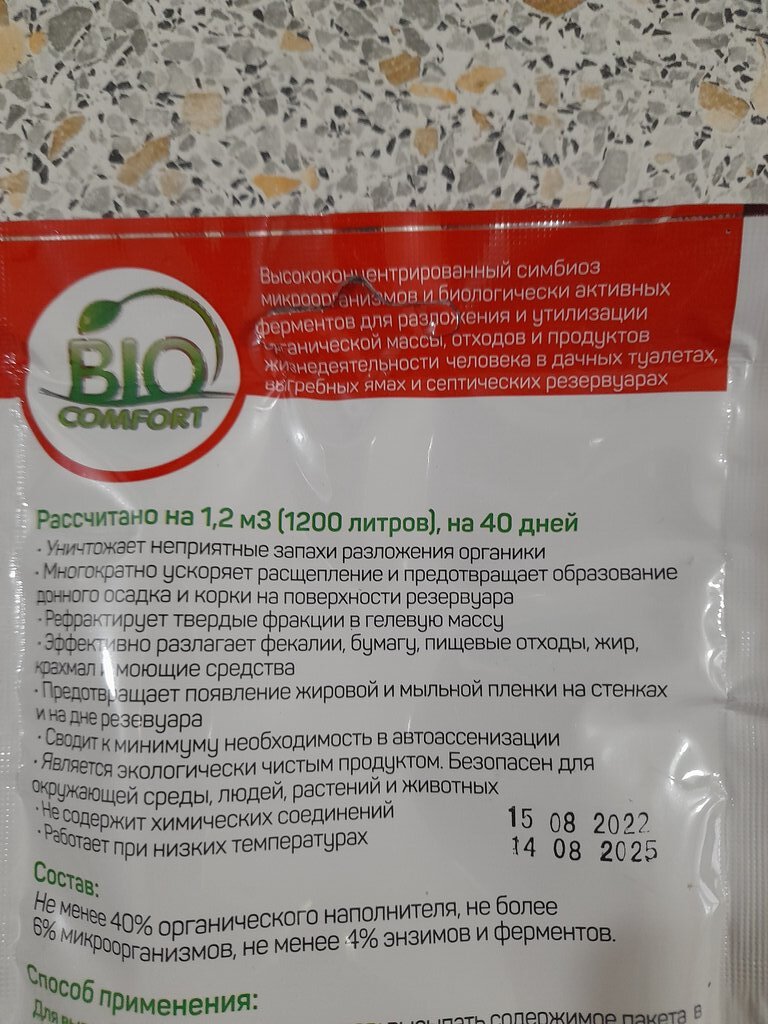 BIO
COMFORT
Высококонцентрированный симбиоз
микроорганизмов и биологически активных
ферментов для разложения и утилизации
органической массы, отходов и продуктов
жизнедеятельности человека в дачных туалетах,
выгребных ямах и септических резервуарах
Рассчитано на 1,2 м3 (1200 литров), на 40 дней
· Уничтожает неприятные запахи разложения органики
· Многократно ускоряет расщепление и предотвращает образование
донного осадка и корки на поверхности резервуара
· Рефрактирует твердые фракции в гелевую массу
· Эффективно разлагает фекалии, бумагу, пищевые отходы, жир,
крахмал и моющие средства
· Предотвращает появление жировой и мыльной пленки на стенках
и на дне резевуара
· Сводит к минимуму необходимость в автоассенизации
· Является экологически чистым продуктом. Безопасен для
окружающей среды, людей, растений и животных
· Не содержит химических соединений
· Работает при низких температурах
15 08 2022
14 08 2025
Состав:
Не менее 40% органического наполнителя, не более
6% микроорганизмов, не менее 4% энзимов и ферментов.
Способ применения:
Для высыпать содержимое пакета в